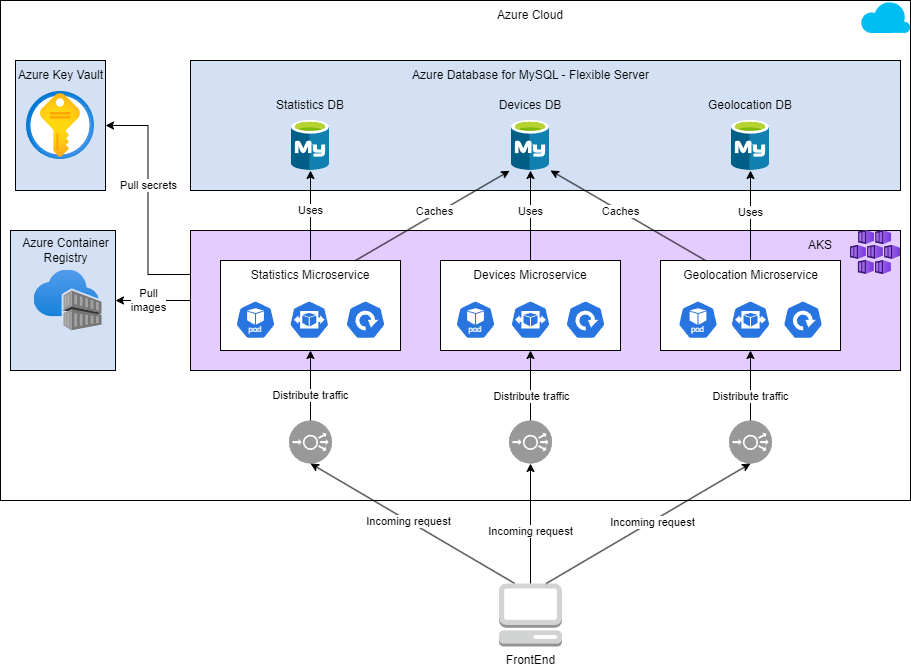 Azure Cloud
Azure Key Vault
Azure Database for MySQL - Flexible Server
Statistics DB
Devices DB
Geolocation DB
My
My
My
Pull secrets
Uses
Caches
Uses
Caches
Uses
Azure Container
Registry
AKS
Statistics Microservice
Devices Microservice
Geolocation Microservice
Pull
images
pod
pod
pod
Distribute traffic
Distribute traffic
Distribute traffic
Incoming request
Incoming request
Incoming request
FrontEnd